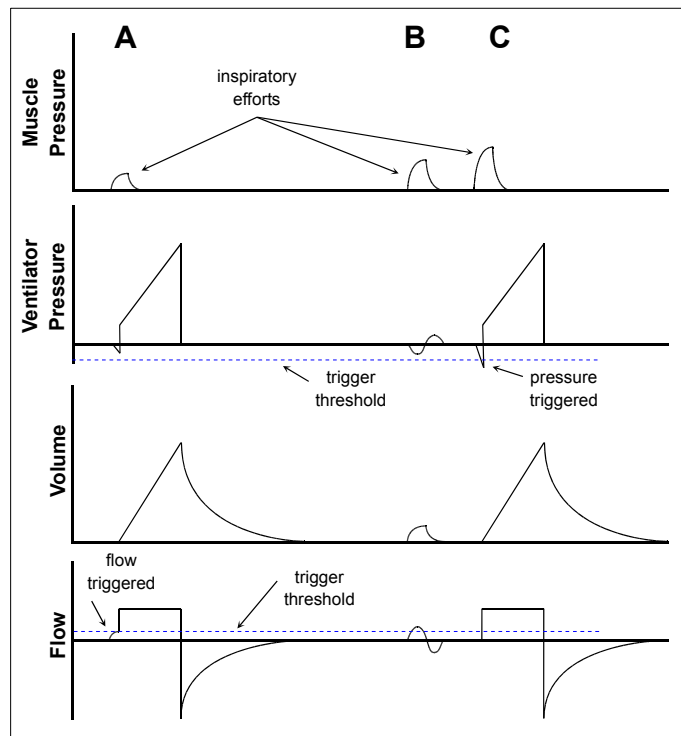 A B C
inspiratory
efforts
Muscle
Pressure
Ventilator
Pressure
trigger
threshold
pressure
triggered
Volume
flow
triggered
trigger
threshold
Flow